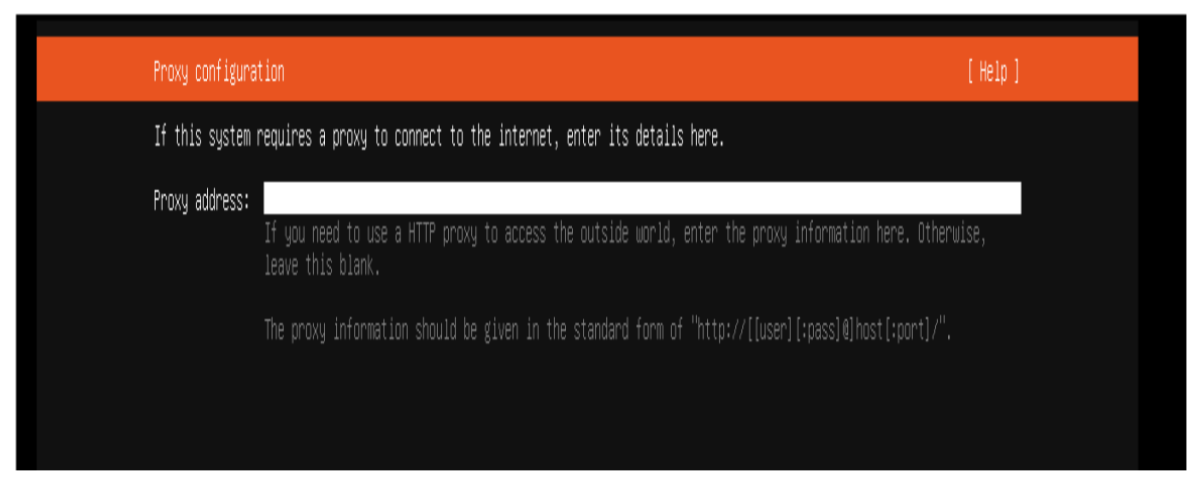 Proxy configuration [ Help ]
If this system requires a proxy to connect to the internet, enter its details here.
Proxy address:
If you need to use a HTTP proxy to access the outside world, enter the proxy information here. Otherwise,
leave this blank.
The proxy information should be given in the standard form of "http://[[user][:pass]@]host[:port]/".